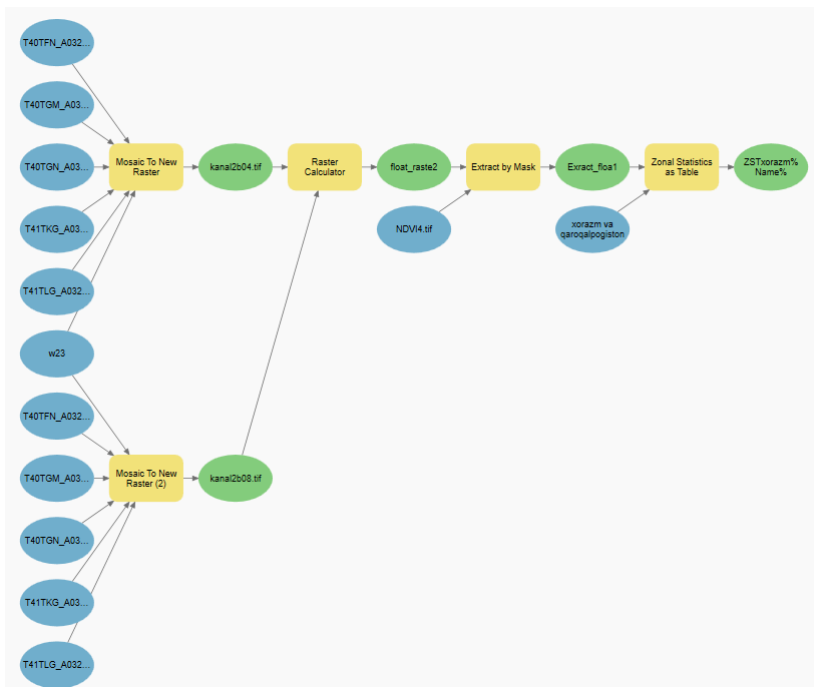 T40TFN_A032...
T40TGM_A03...
T40TGN_A03...
T41TKG_A03...
T41TLG_A032...
w23
T40TFN_A032...
T40TGM_A03...
T40TGN_A03...
T41TKG_A03...
T41TLG_A032...
Mosaic To New
Raster
kanal2b04.tif
Raster
Calculator
float_raste2
Extract by Mask
Exract_floa1
Zonal Statistics
as Table
ZSTxorazm%
Name%
NDVI4.tif
xorazm va
qaroqalpogiston
Mosaic To New
Raster (2)
kanal2b08.tif